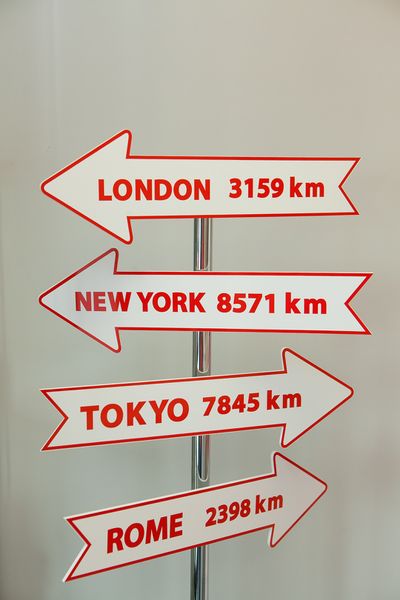 LONDON 3159 km
NEW YORK 8571 km
TOKYO 7845 km
ROME 2398 km